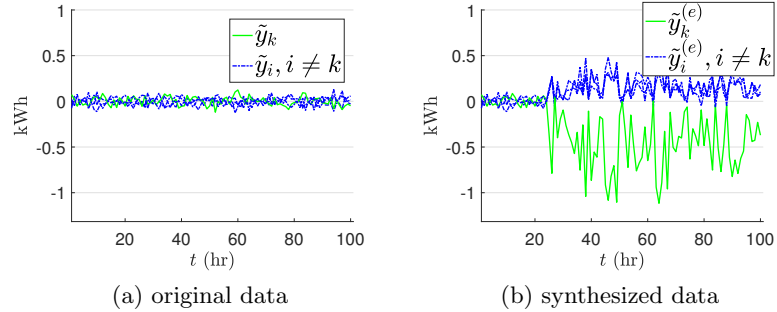 1
0.5
0
-0.5
-1
kWh
20 40 60 80 100
t (hr)
ỹ_k
ỹ_i, i ≠ k
(a) original data
1
0.5
0
-0.5
-1
kWh
20 40 60 80 100
t (hr)
ỹ_k^(e)
ỹ_i^(e), i ≠ k
(b) synthesized data